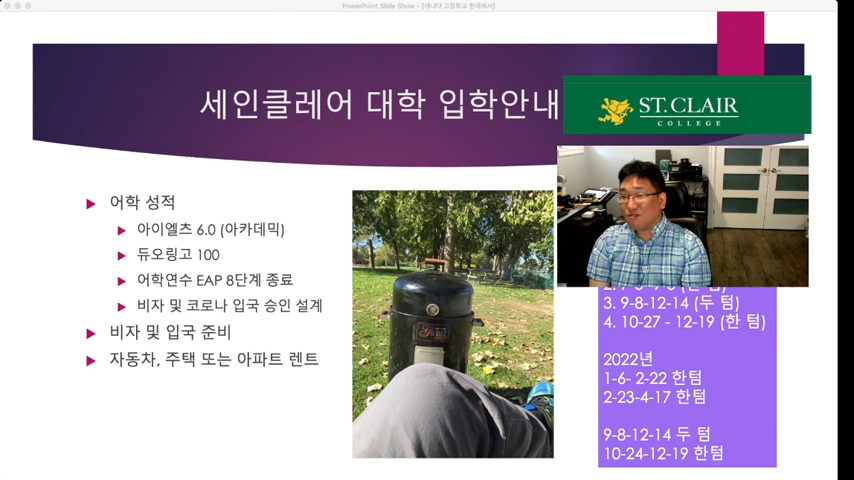 PowerPoint Slide Show – [캐나다 고등학교 한국에서]
세인클레어 대학 입학안내
ST. CLAIR
COLLEGE
▶ 어학 성적
▶ 아이엘츠 6.0 (아카데믹)
▶ 듀오링고 100
▶ 어학연수 EAP 8단계 종료
▶ 비자 및 코로나 입국 승인 설계
▶ 비자 및 입국 준비
▶ 자동차, 주택 또는 아파트 렌트
3. 9-8-12-14 (두 텀)
4. 10-27 - 12-19 (한 텀)
2022년
1-6- 2-22 한텀
2-23-4-17 한텀
9-8-12-14 두 텀
10-24-12-19 한텀